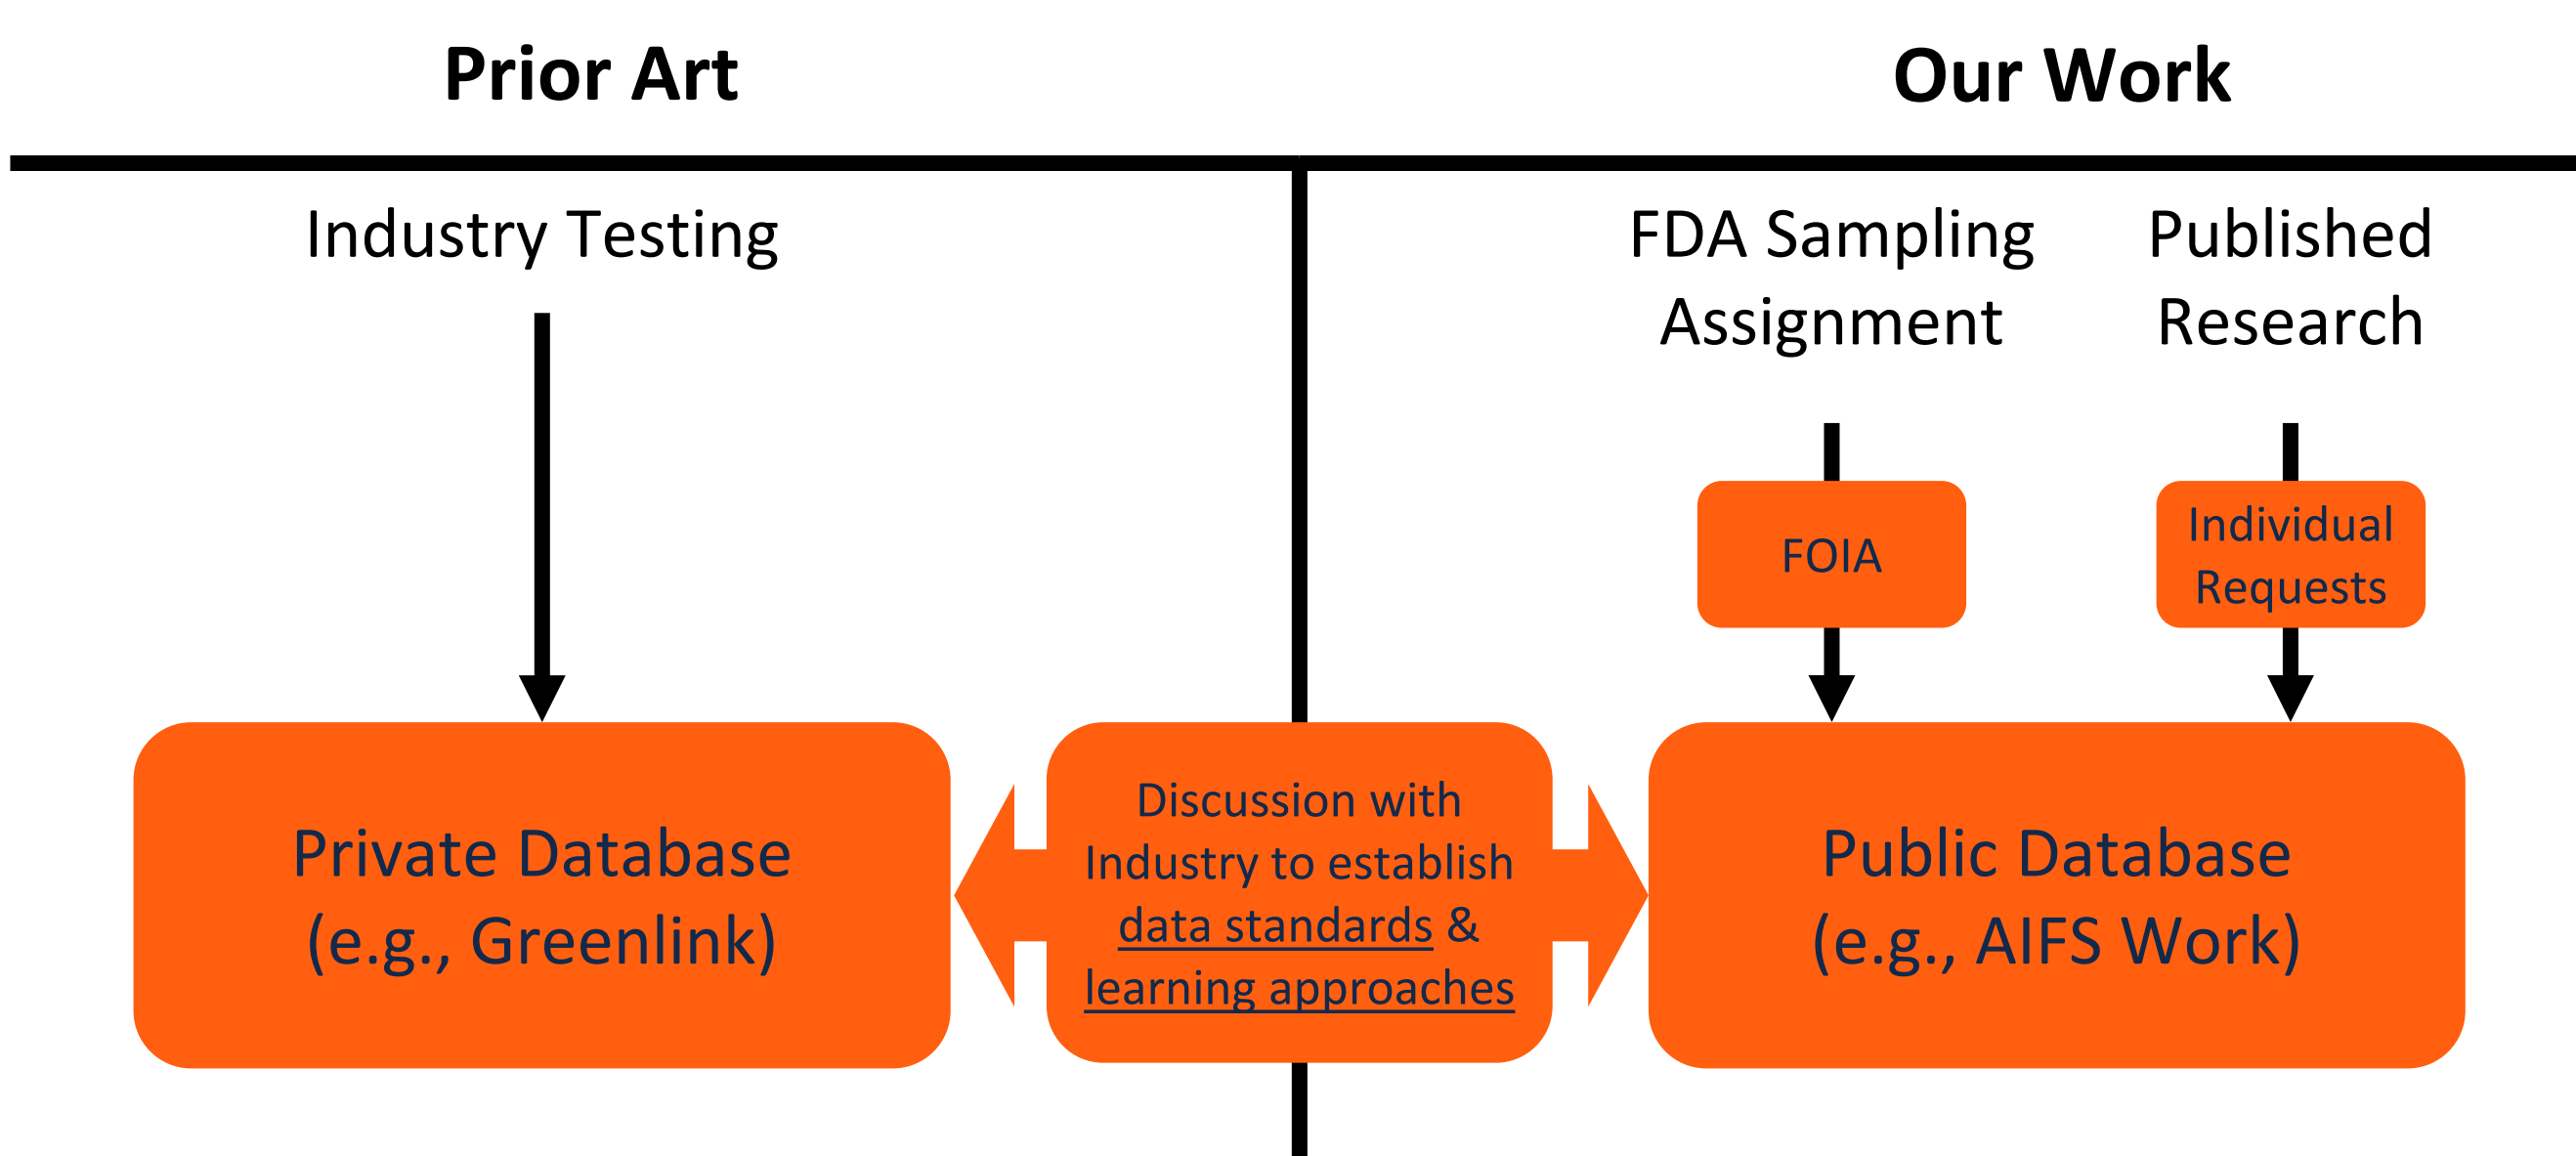 Prior Art
Our Work
Industry Testing
FDA Sampling
Assignment
Published
Research
FOIA
Individual
Requests
Private Database
(e.g., Greenlink)
Discussion with
Industry to establish
data standards &
learning approaches
Public Database
(e.g., AIFS Work)